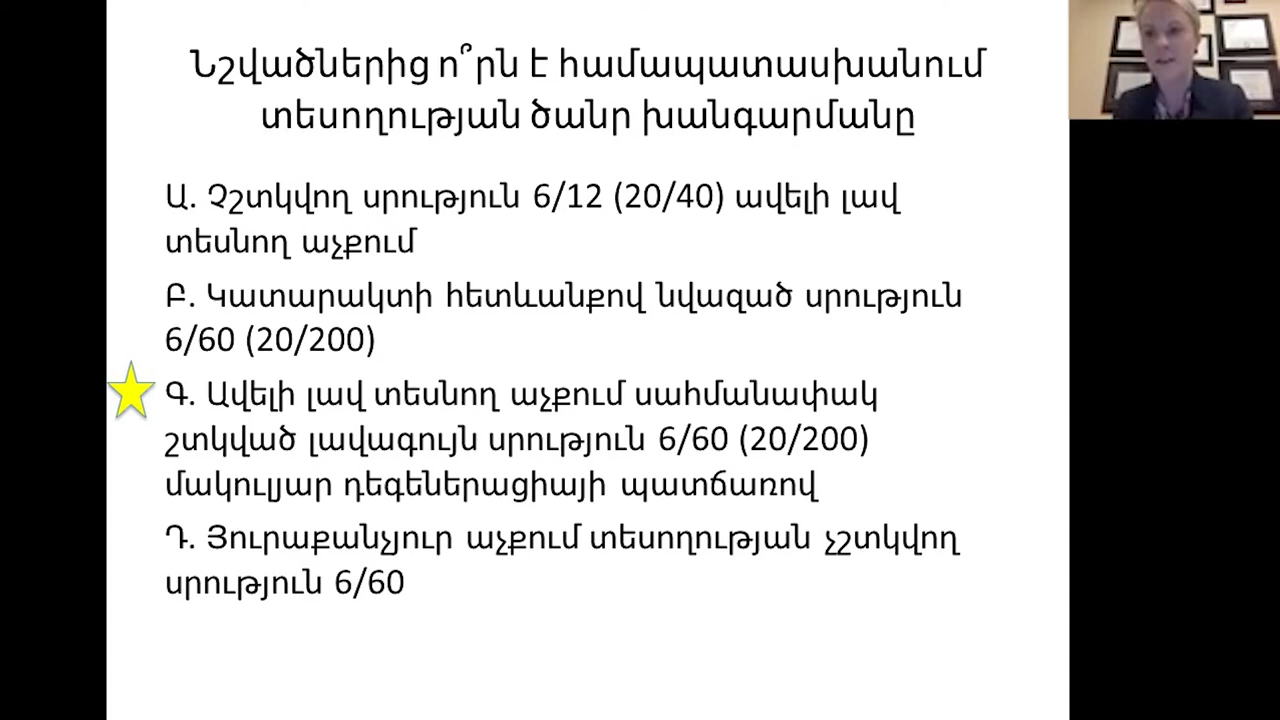 Նշվածներից ո՞րն է համապատասխանում
տեսողության ծանր խանգարմանը
Ա. Չշտկվող սրություն 6/12 (20/40) ավելի լավ
տեսնող աչքում
Բ. Կատարակտի հետևանքով նվազած սրություն
6/60 (20/200)
Գ. Ավելի լավ տեսնող աչքում սահմանափակ
շտկված լավագույն սրություն 6/60 (20/200)
մակուլյար դեգեներացիայի պատճառով
Դ. Յուրաքանչյուր աչքում տեսողության չշտկվող
սրություն 6/60